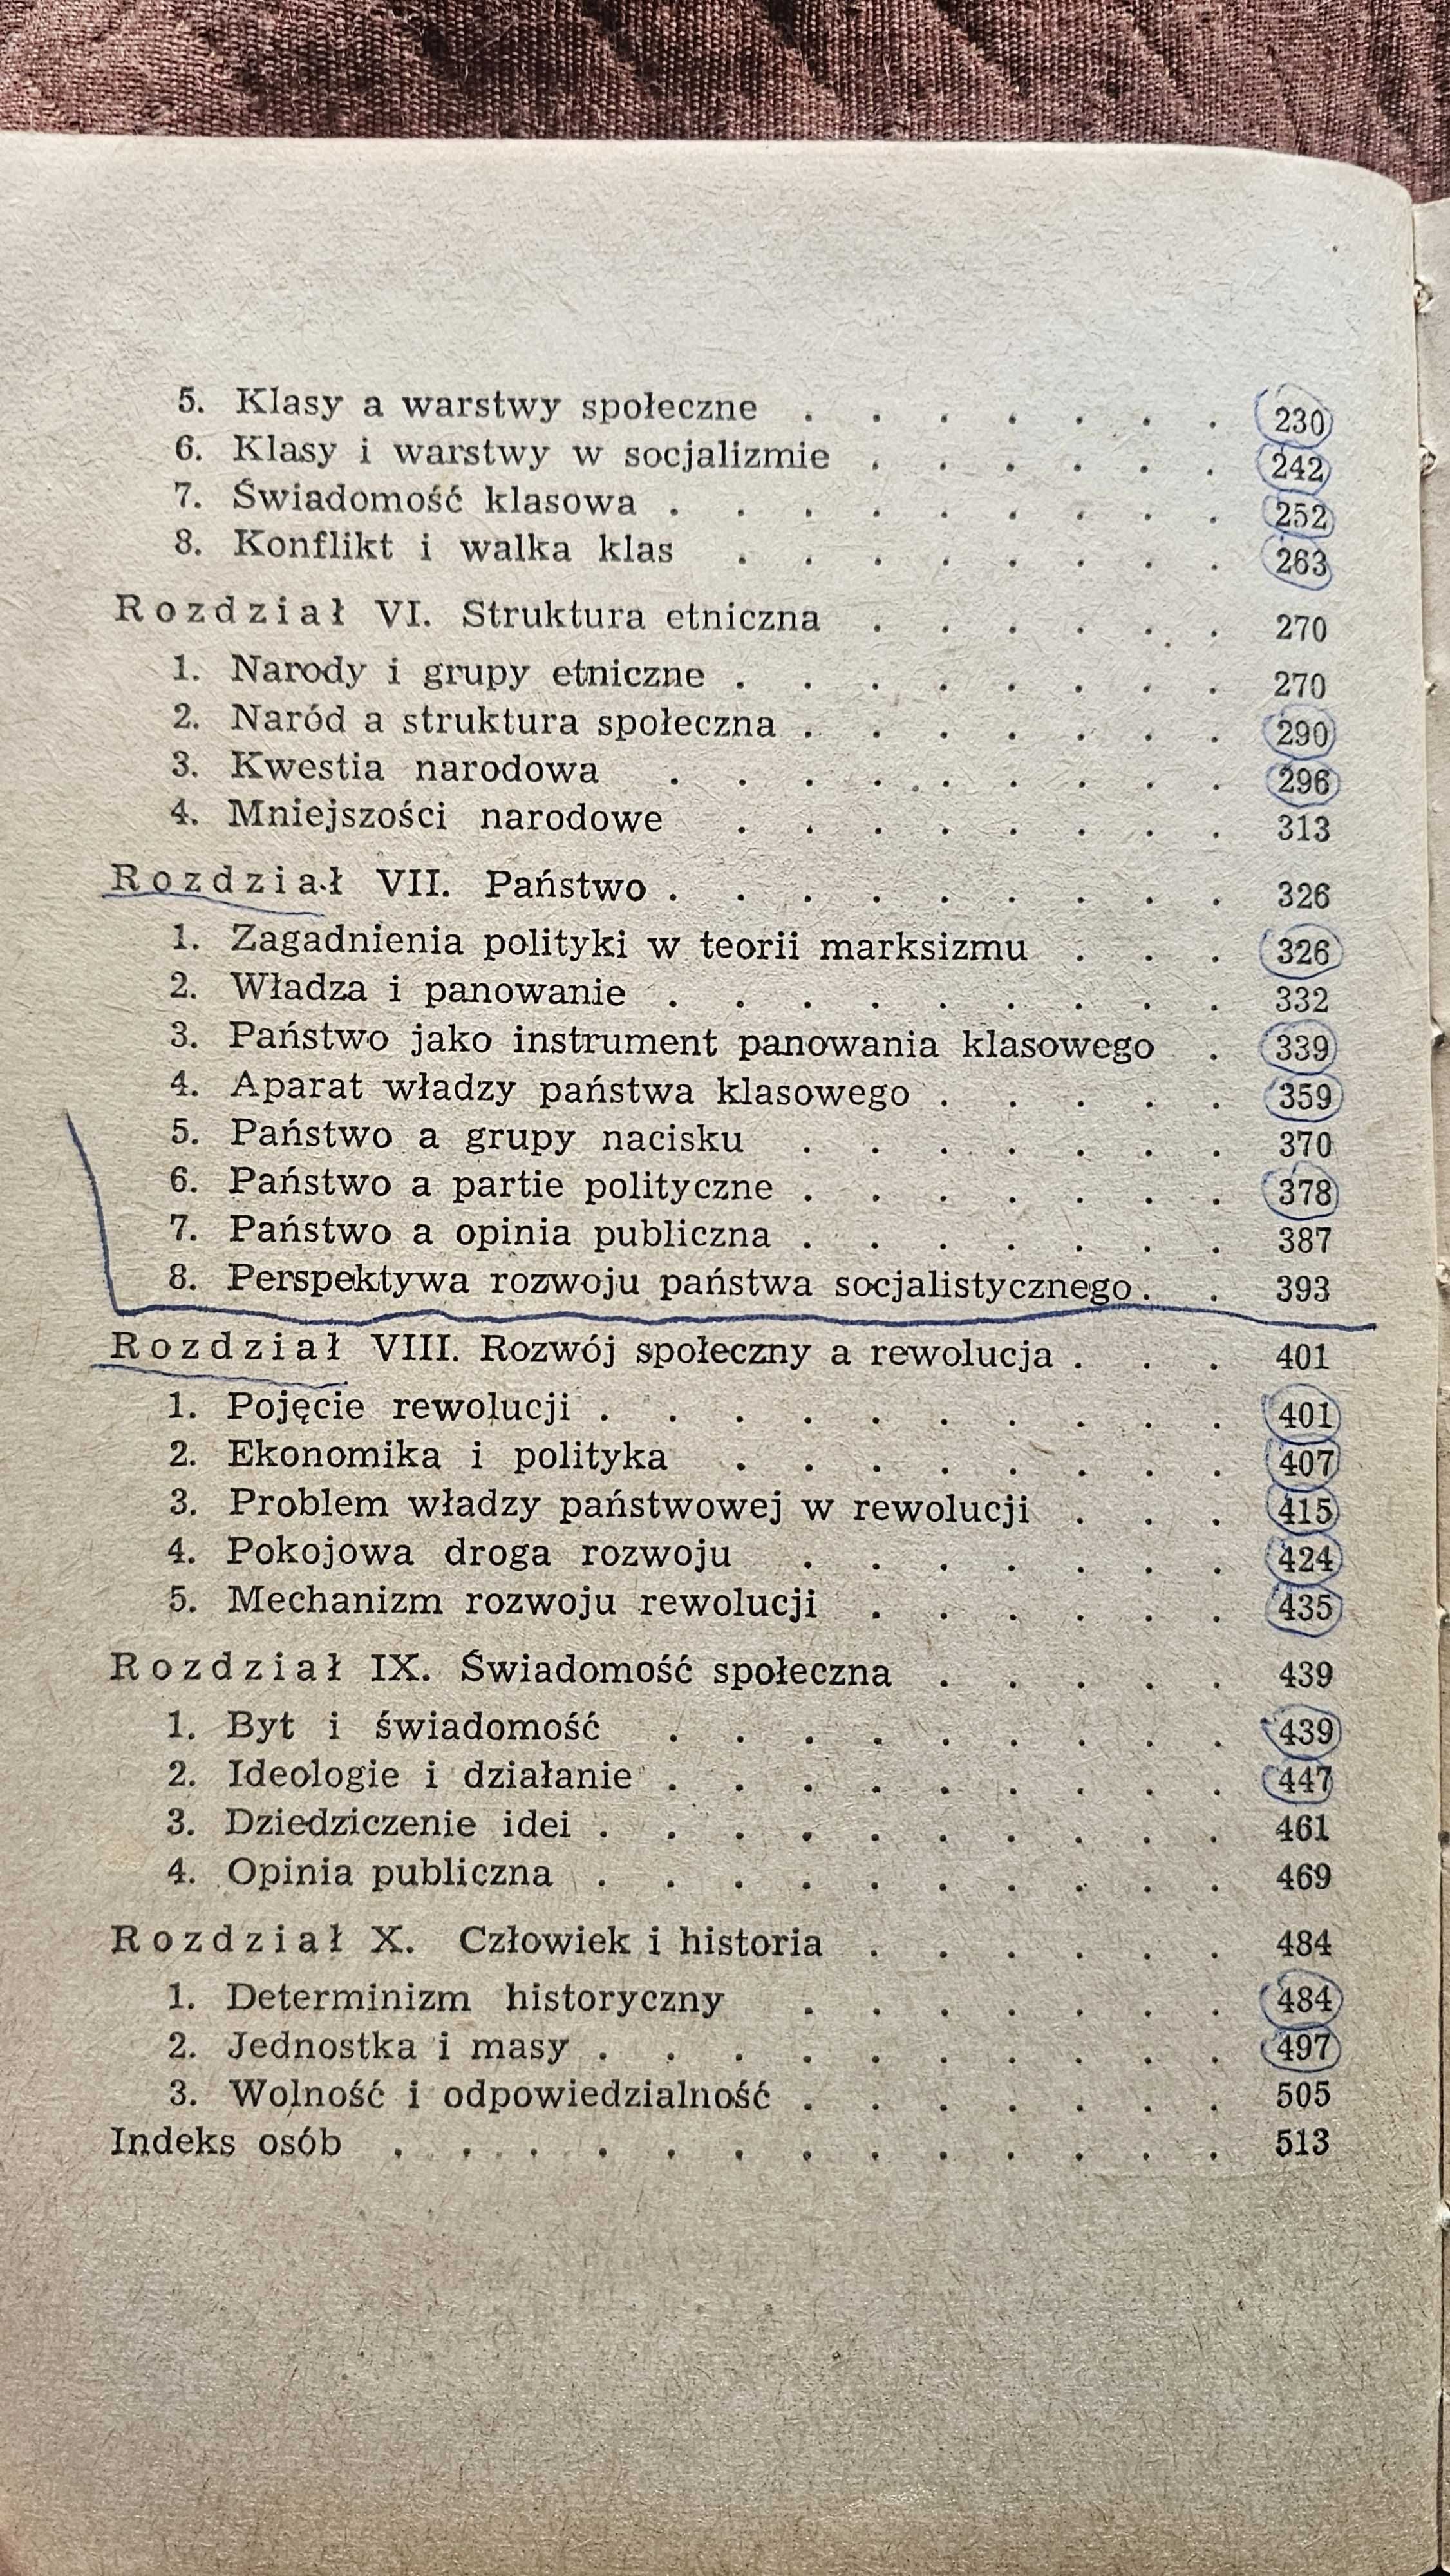 5. Klasy a warstwy społeczne . . . . . . . 230
6. Klasy i warstwy w socjalizmie . . . . . . 242
7. Świadomość klasowa . . . . . . . . . 252
8. Konflikt i walka klas . . . . . . . . 263
Rozdział VI. Struktura etniczna . . . . . . 270
1. Narody i grupy etniczne . . . . . . . . 270
2. Naród a struktura społeczna . . . . . . . 290
3. Kwestia narodowa . . . . . . . . . 296
4. Mniejszości narodowe . . . . . . . . 313
Rozdział VII. Państwo . . . . . . . . . 326
1. Zagadnienia polityki w teorii marksizmu . . . 326
2. Władza i panowanie . . . . . . . . . 332
3. Państwo jako instrument panowania klasowego . 339
4. Aparat władzy państwa klasowego . . . . . 359
5. Państwo a grupy nacisku . . . . . . . 370
6. Państwo a partie polityczne . . . . . . . 378
7. Państwo a opinia publiczna . . . . . . . 387
8. Perspektywa rozwoju państwa socjalistycznego . . 393
Rozdział VIII. Rozwój społeczny a rewolucja . . . 401
1. Pojęcie rewolucji . . . . . . . . . . 401
2. Ekonomika i polityka . . . . . . . . 407
3. Problem władzy państwowej w rewolucji . . . 415
4. Pokojowa droga rozwoju . . . . . . . 424
5. Mechanizm rozwoju rewolucji . . . . . . 435
Rozdział IX. Świadomość społeczna . . . . . 439
1. Byt i świadomość . . . . . . . . . 439
2. Ideologie i działanie . . . . . . . . . 447
3. Dziedziczenie idei . . . . . . . . . . 461
4. Opinia publiczna . . . . . . . . . . 469
Rozdział X. Człowiek i historia . . . . . . 484
1. Determinizm historyczny . . . . . . . 484
2. Jednostka i masy . . . . . . . . . . 497
3. Wolność i odpowiedzialność . . . . . . . 505
Indeks osób . . . . . . . . . . . . . 513